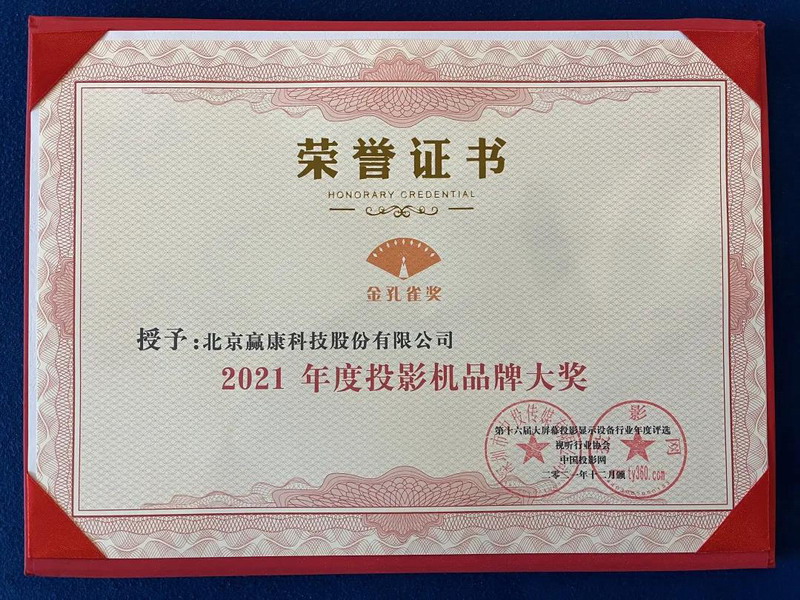 荣誉证书
HONORARY CREDENTIAL
金孔雀奖
授予:北京赢康科技股份有限公司
2021 年度投影机品牌大奖
第十六届大屏幕投影显示设备行业年度评选
视听行业协会
中国投影网
二零二一年十二月颁
ty360.com